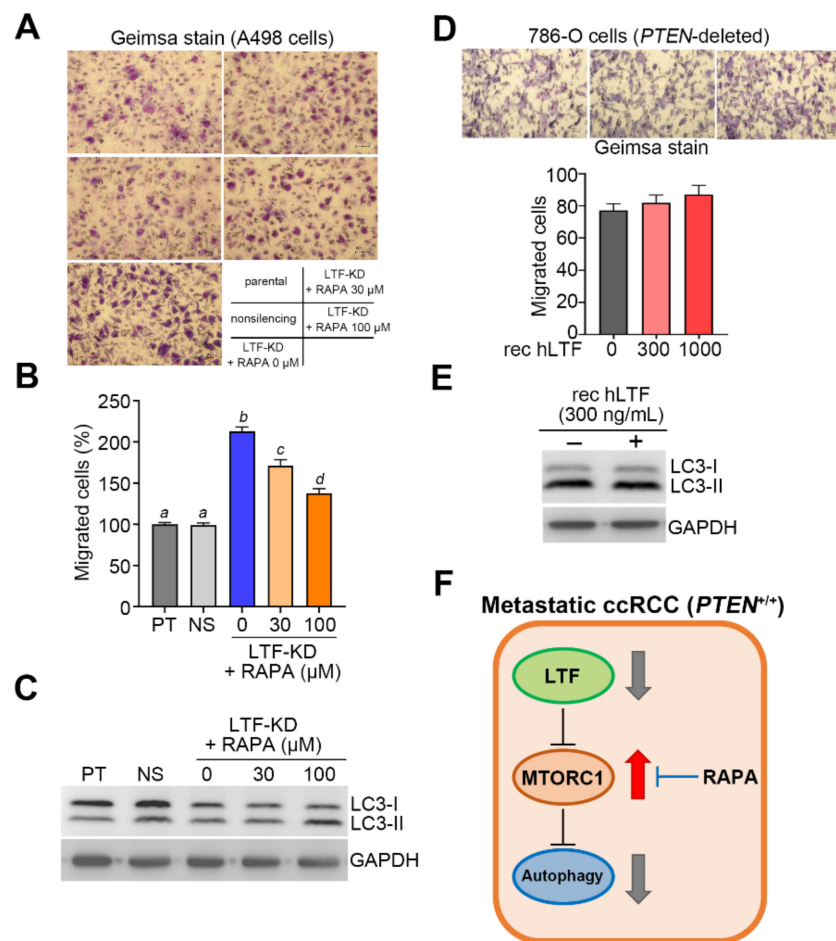 A
Geimsa stain (A498 cells)
parental
LTF-KD
+ RAPA 30 µM
nonsilencing
LTF-KD
+ RAPA 100 µM
LTF-KD
+ RAPA 0 µM
B
Migrated cells (%)
250
200
150
100
50
0
a
a
b
c
d
PT
NS
0
30
100
LTF-KD
+ RAPA (µM)
C
LTF-KD
+ RAPA (µM)
PT
NS
0
30
100
LC3-I
LC3-II
GAPDH
D
786-O cells (PTEN-deleted)
Geimsa stain
Migrated cells
100
80
60
40
20
0
rec hLTF
0
300
1000
E
rec hLTF
(300 ng/mL)
– +
LC3-I
LC3-II
GAPDH
F
Metastatic ccRCC (PTEN+/+)
LTF
MTORC1
RAPA
Autophagy